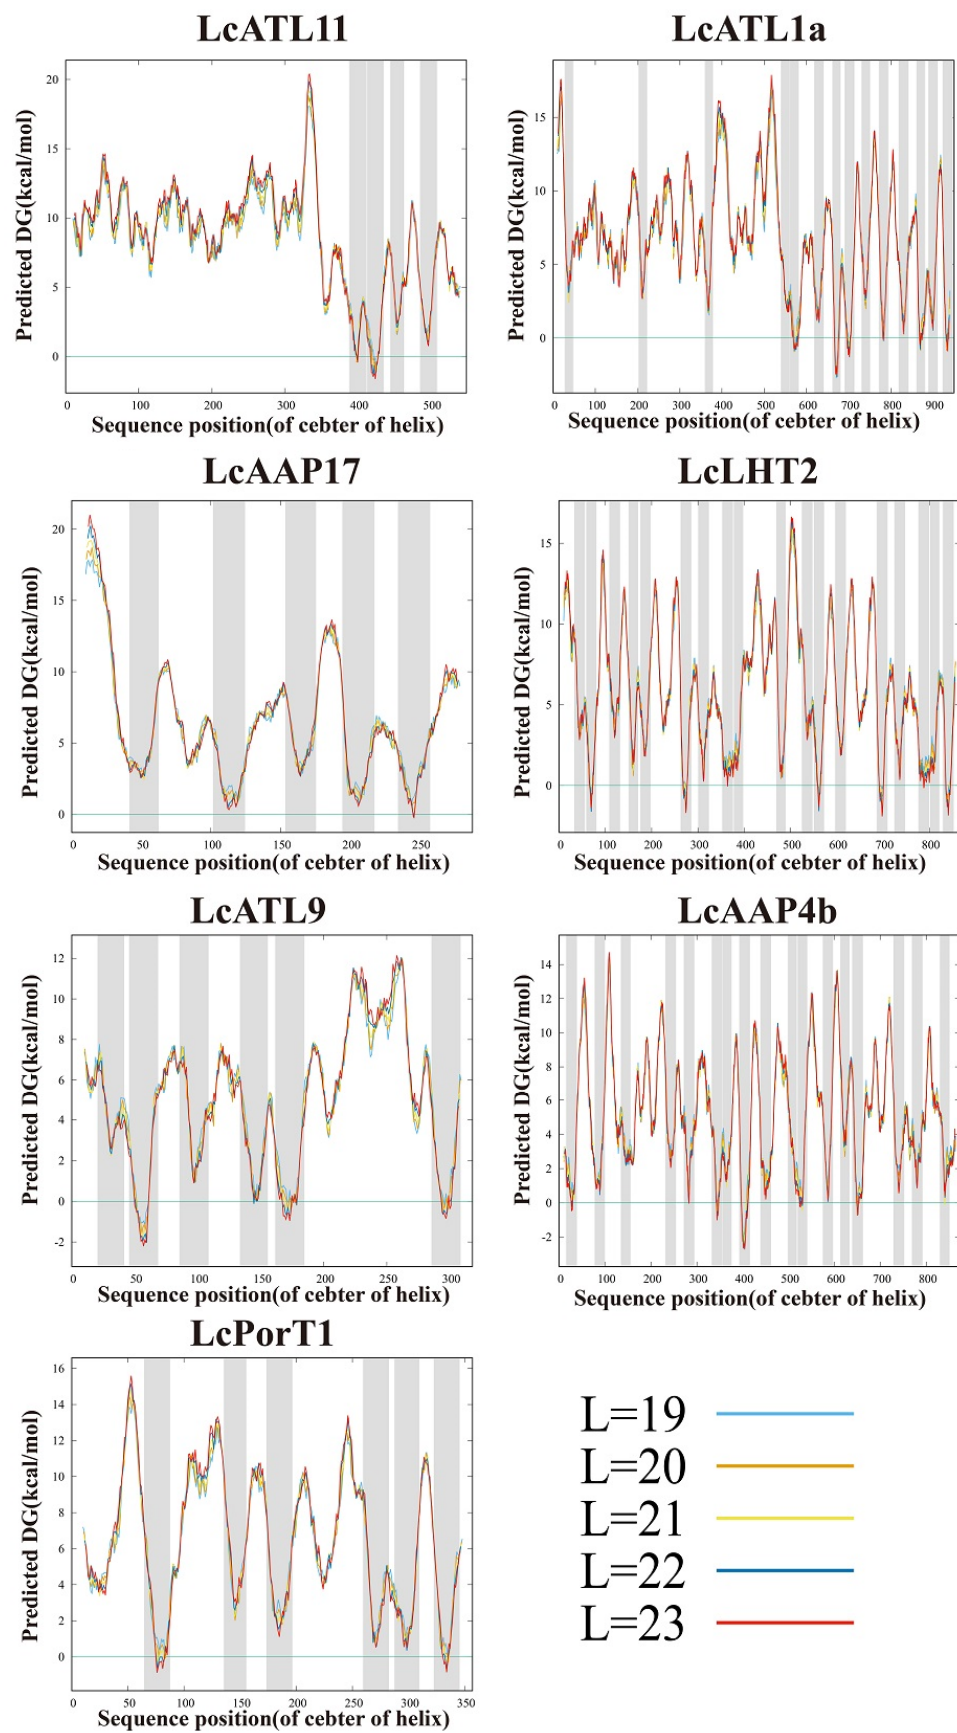 LcATL11
LcATL1a
Predicted DG(kcal/mol)
20
15
10
5
0
0 100 200 300 400 500
Sequence position(of cebter of helix)
Predicted DG(kcal/mol)
15
10
5
0
0 100 200 300 400 500 600 700 800 900
Sequence position(of cebter of helix)
LcAAP17
LcLHT2
Predicted DG(kcal/mol)
20
15
10
5
0
0 50 100 150 200 250
Sequence position(of cebter of helix)
Predicted DG(kcal/mol)
15
10
5
0
0 100 200 300 400 500 600 700 800
Sequence position(of cebter of helix)
LcATL9
LcAAP4b
Predicted DG(kcal/mol)
12
10
8
6
4
2
0
-2
0 50 100 150 200 250 300
Sequence position(of cebter of helix)
Predicted DG(kcal/mol)
14
12
10
8
6
4
2
0
-2
0 100 200 300 400 500 600 700 800
Sequence position(of cebter of helix)
LcPorT1
Predicted DG(kcal/mol)
16
14
12
10
8
6
4
2
0
0 50 100 150 200 250 300 350
Sequence position(of cebter of helix)
L=19
L=20
L=21
L=22
L=23